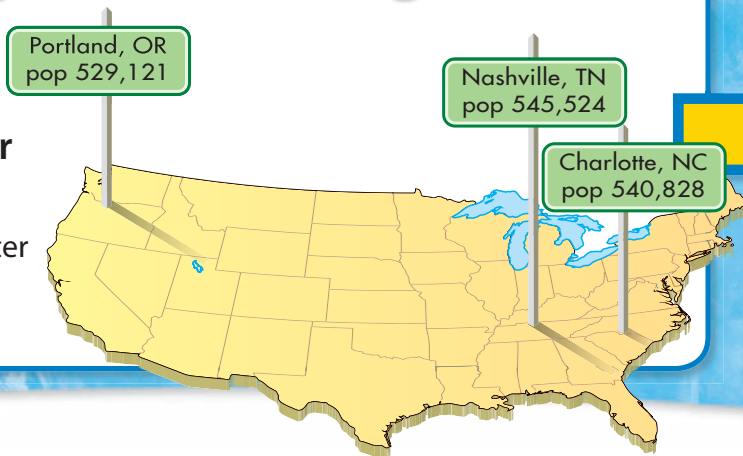 Portland, OR
pop 529,121
Nashville, TN
pop 545,524
Charlotte, NC
pop 540,828